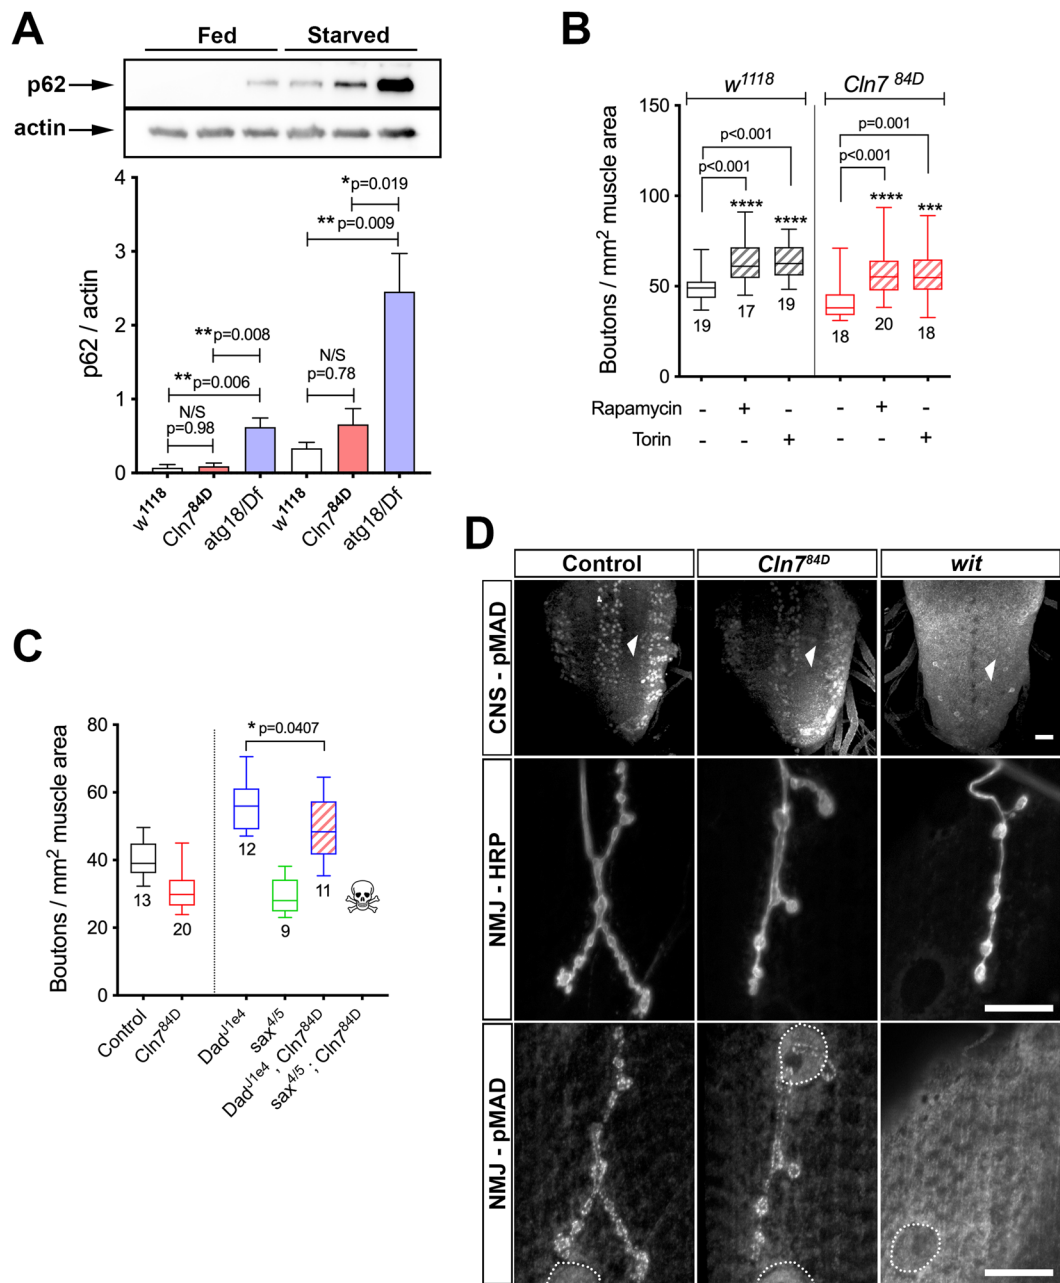 A
Fed Starved
p62
actin
p62 / actin
4
3
2
1
0
* p=0.019
** p=0.009
** p=0.008
** p=0.006
N/S
p=0.98
N/S
p=0.78
w1118
Cln784D
atg18/Df
w1118
Cln784D
atg18/Df
B
w1118 Cln7 84D
Boutons / mm2 muscle area
150
100
50
0
p<0.001
p<0.001
p=0.001
p<0.001
**** **** **** ***
19 17 19 18 20 18
Rapamycin - + - - + -
Torin - - + - - +
C
Boutons / mm2 muscle area
80
60
40
20
0
* p=0.0407
13 20 12 9 11
Control
Cln784D
DadJ1e4
sax4/5
DadJ1e4, Cln784D
sax4/5; Cln784D
D
Control Cln784D wit
CNS - pMAD
NMJ - HRP
NMJ - pMAD